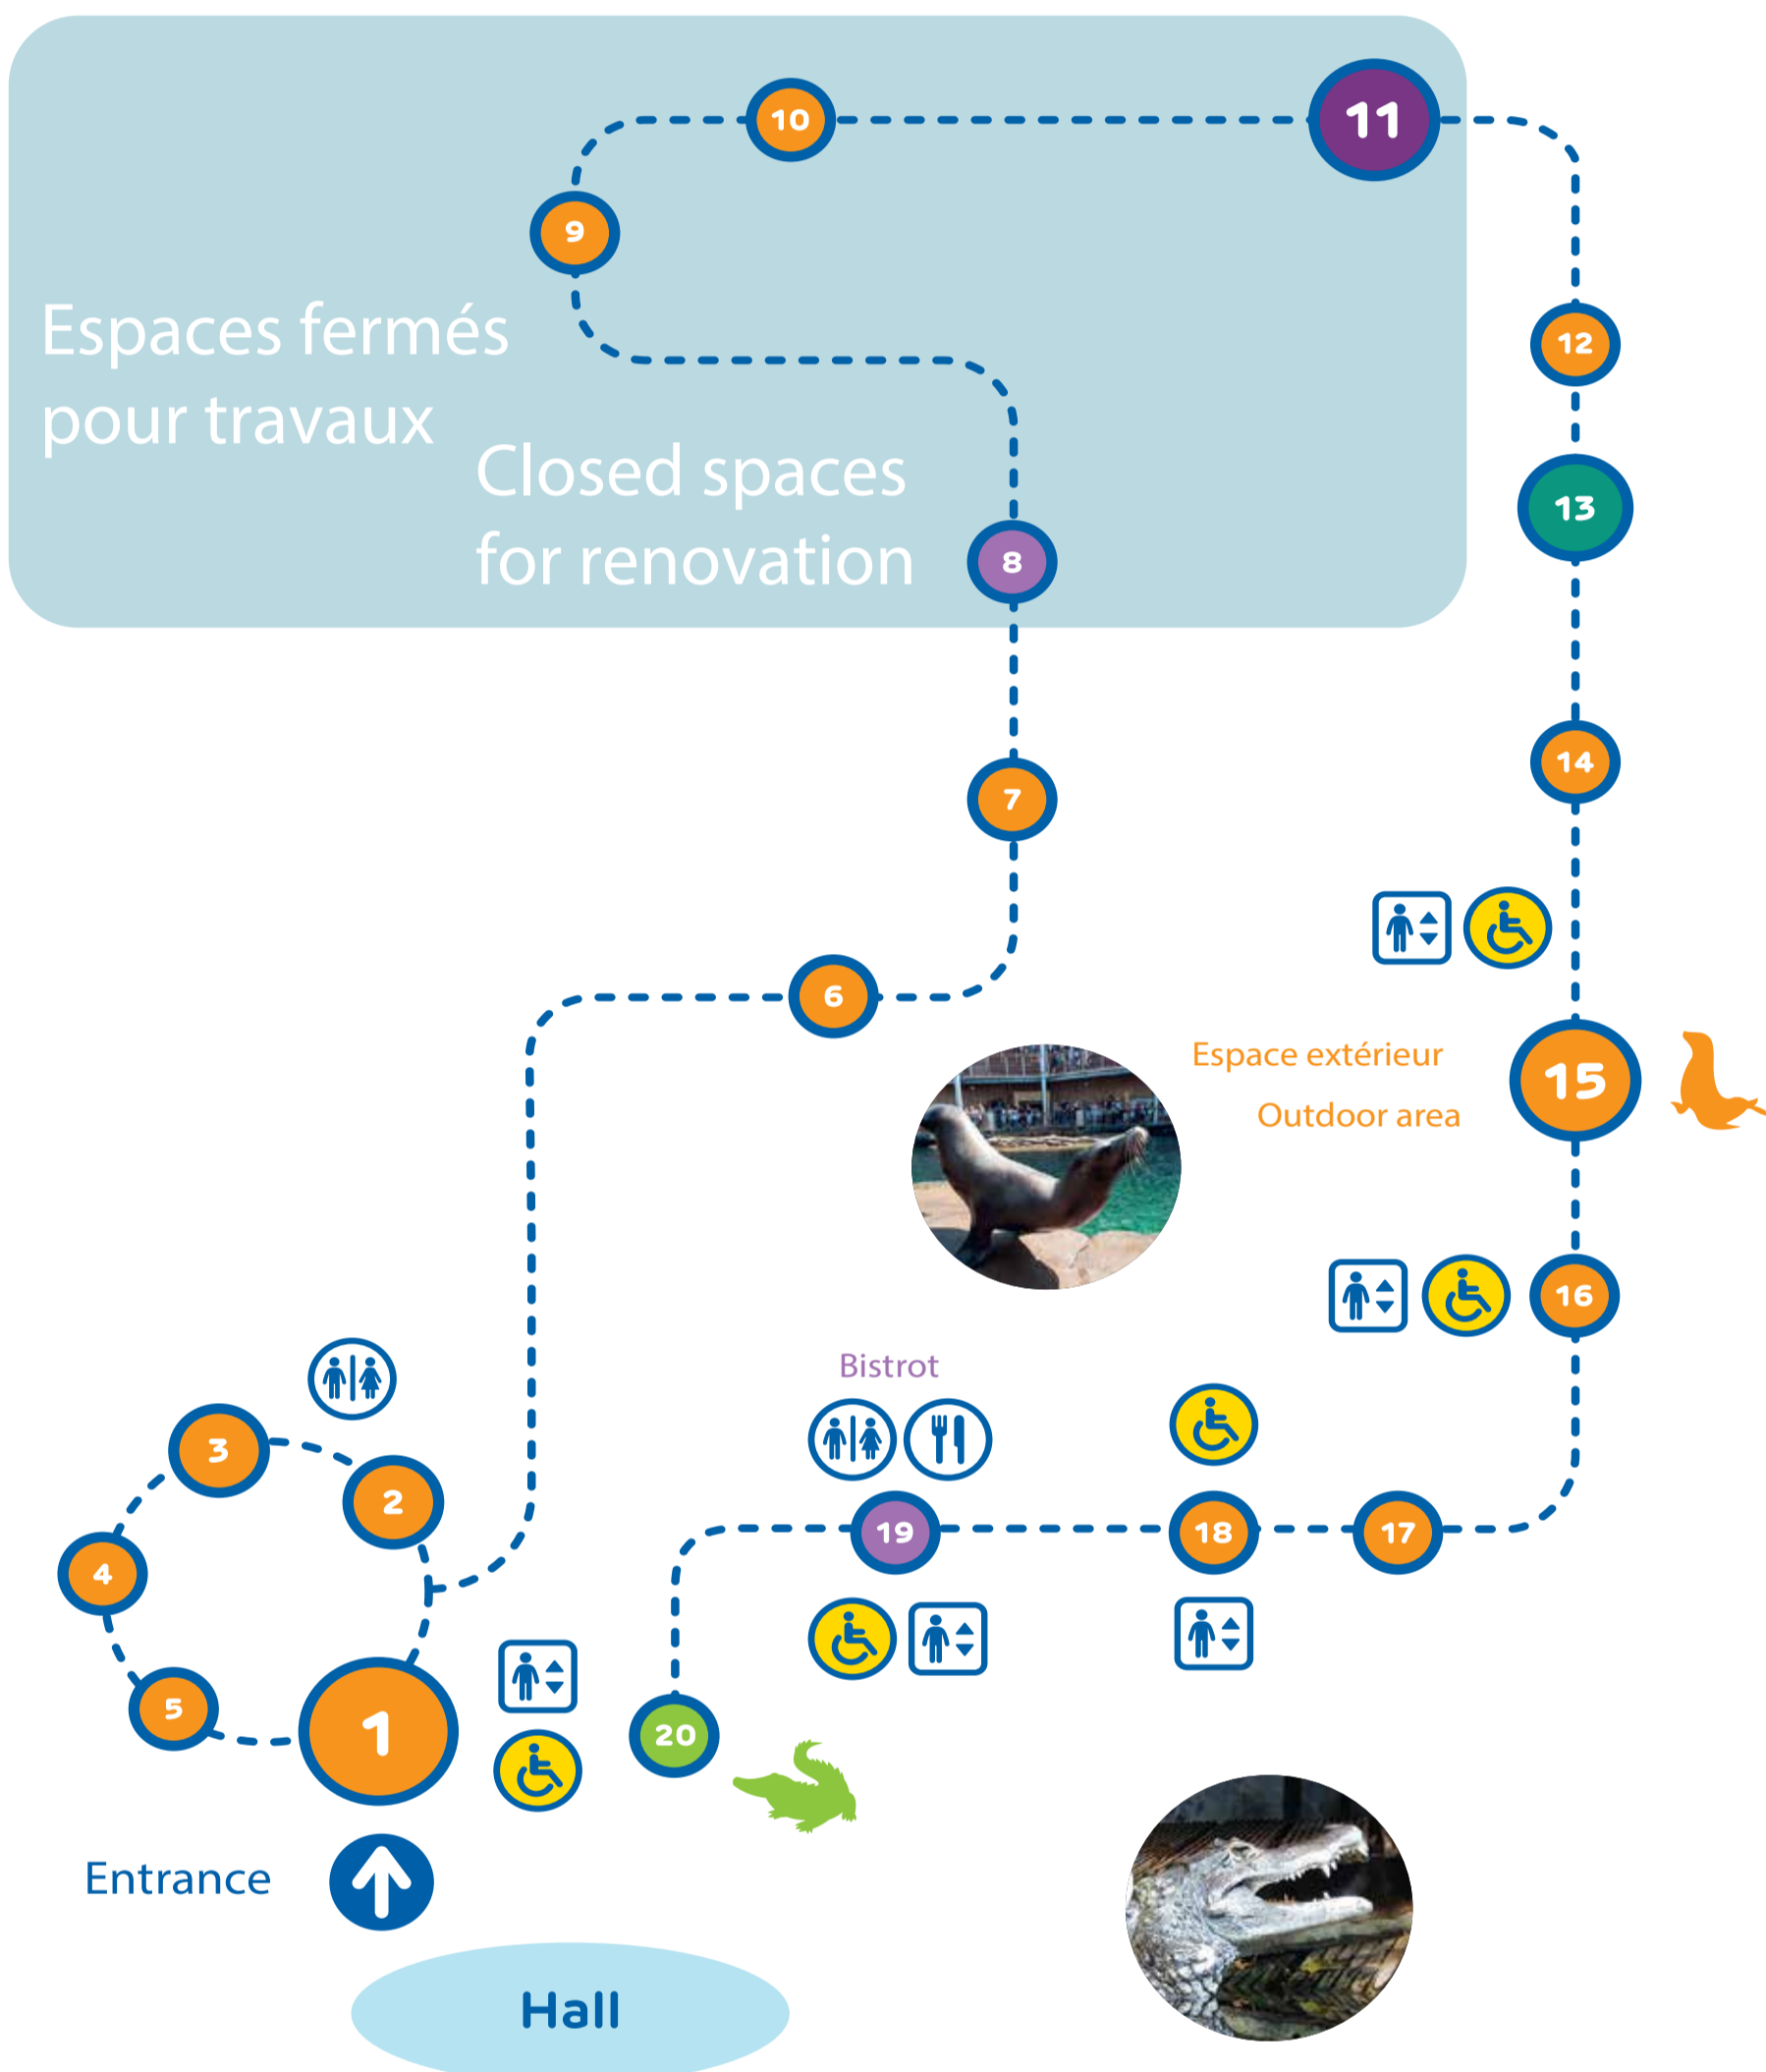 10
11
9
Espaces fermés
pour travaux
12
Closed spaces
for renovation
13
8
14
7
6
Espace extérieur
15
Outdoor area
16
Bistrot
3
2
19
18
17
4
5
1
20
Entrance
Hall